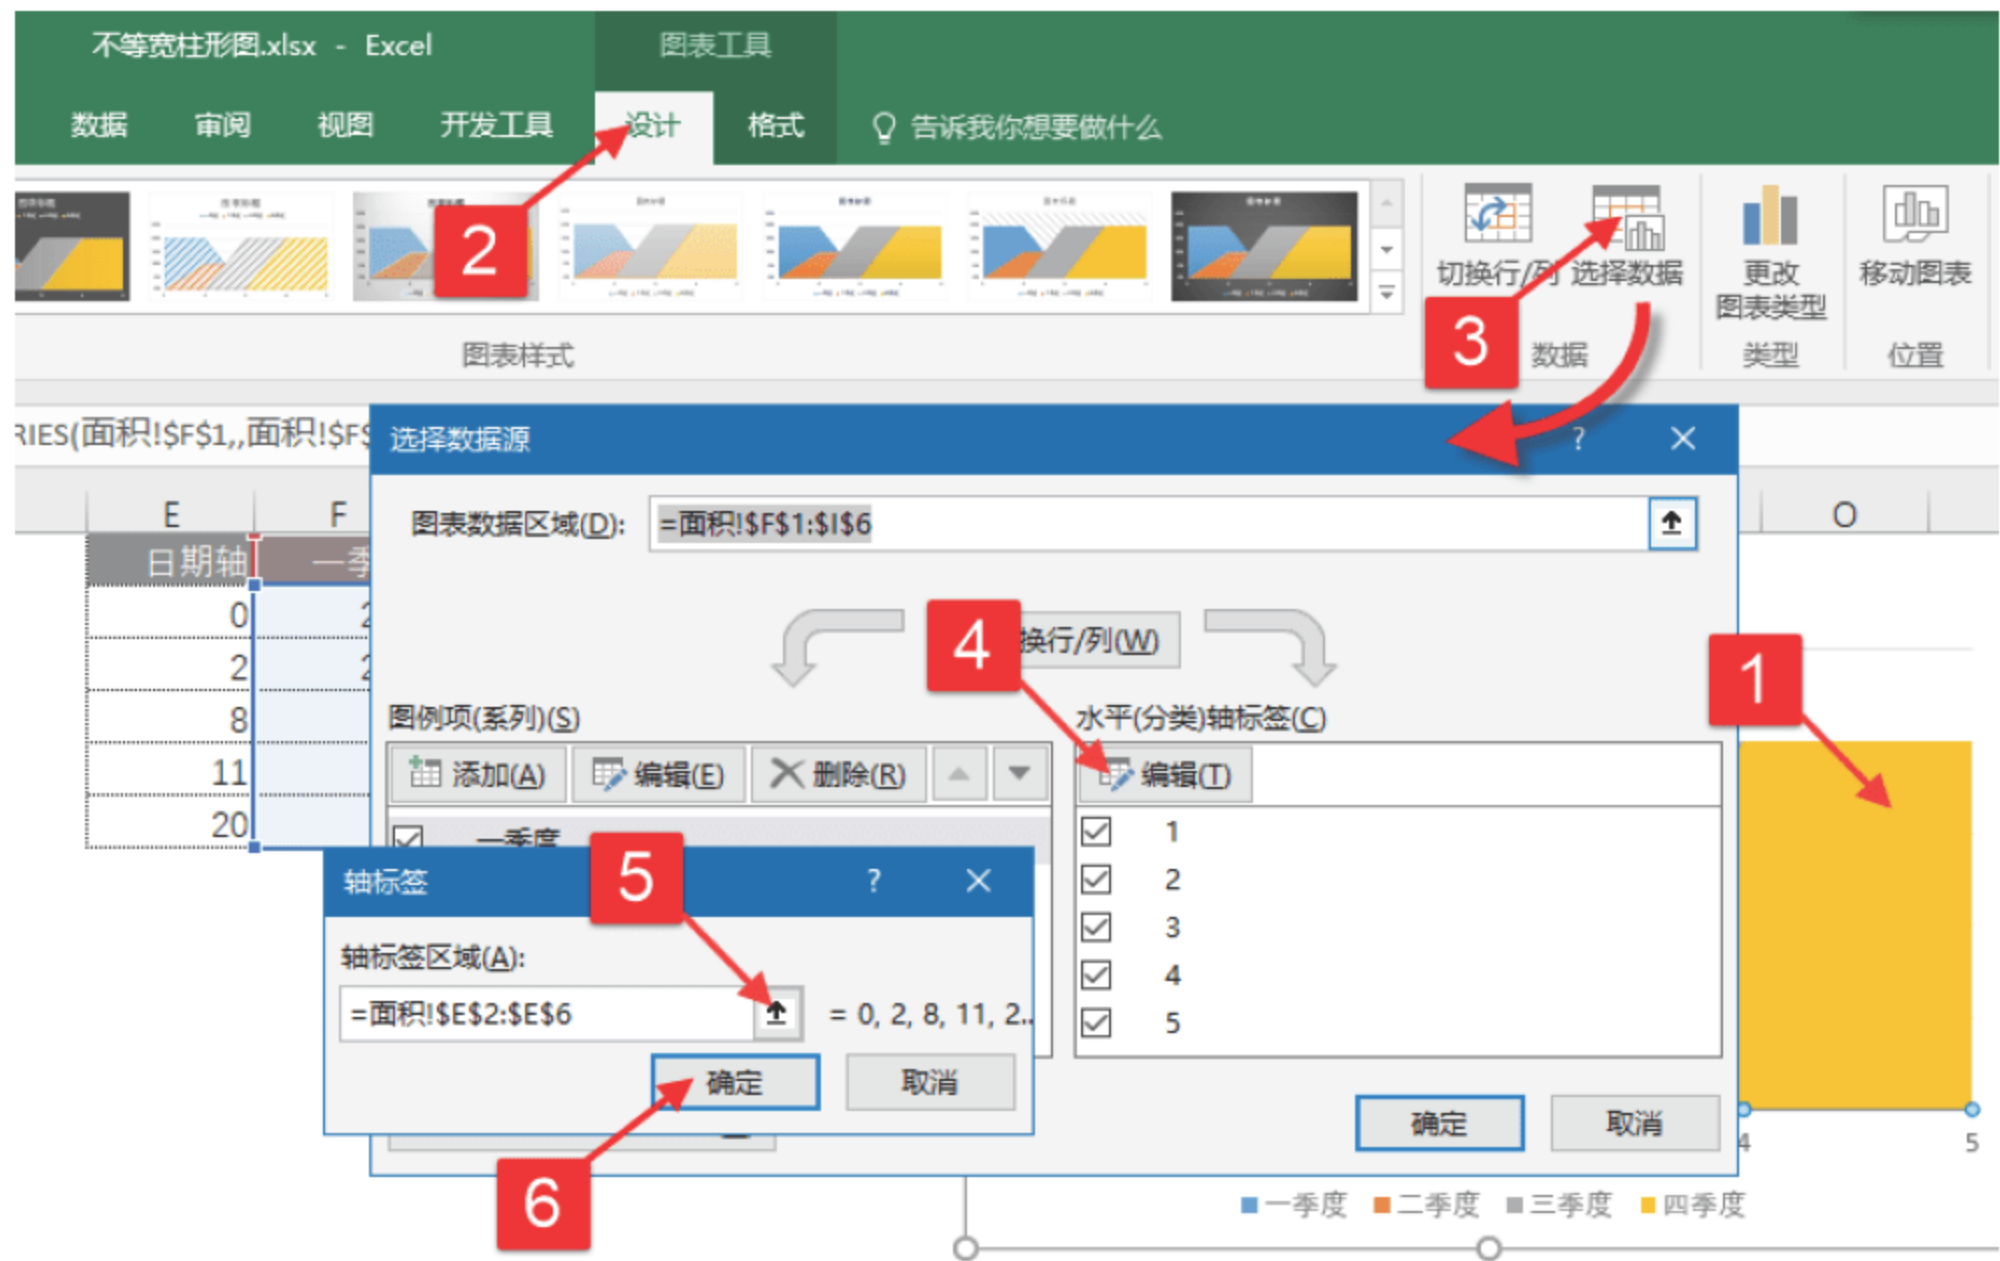 不等宽柱形图.xlsx - Excel
图表工具
数据 审阅 视图 开发工具 设计 格式 告诉我你想要做什么
2
切换行/列 选择数据 更改 移动图表
图表类型
3
图表样式 数据 类型 位置
RIES(面积!$F$1,,面积!$F$
选择数据源 ?
E F O
图表数据区域(D): =面积!$F$1:$I$6
日期轴 一季
0 2
2 2
8
11
20
4 换行/列(W)
1
图例项(系列)(S) 水平(分类)轴标签(C)
添加(A) 编辑(E) 删除(R) 编辑(T)
一季度
1
2
3
4
5
轴标签 5 ?
轴标签区域(A):
=面积!$E$2:$E$6 = 0, 2, 8, 11, 2..
确定 取消
确定 取消
4 5
6
一季度 二季度 三季度 四季度